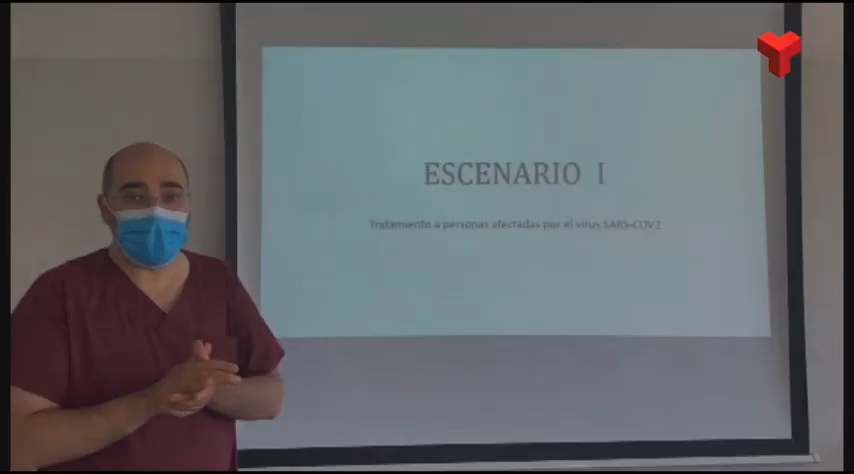 ESCENARIO I
Tratamiento a personas afectadas por el virus SARS-COV2